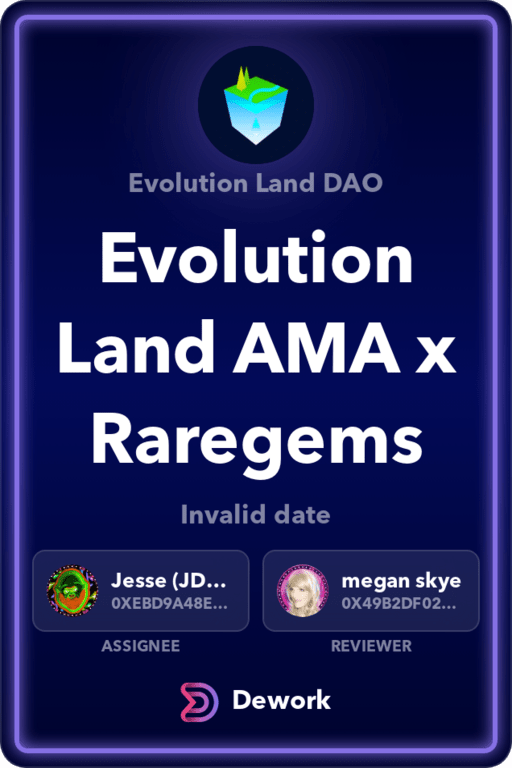 Evolution Land DAO
Evolution
Land AMA x
Raregems
Invalid date
Jesse (JD...
0XEBD9A48E...
ASSIGNEE
megan skye
0X49B2DF02...
REVIEWER
Dework